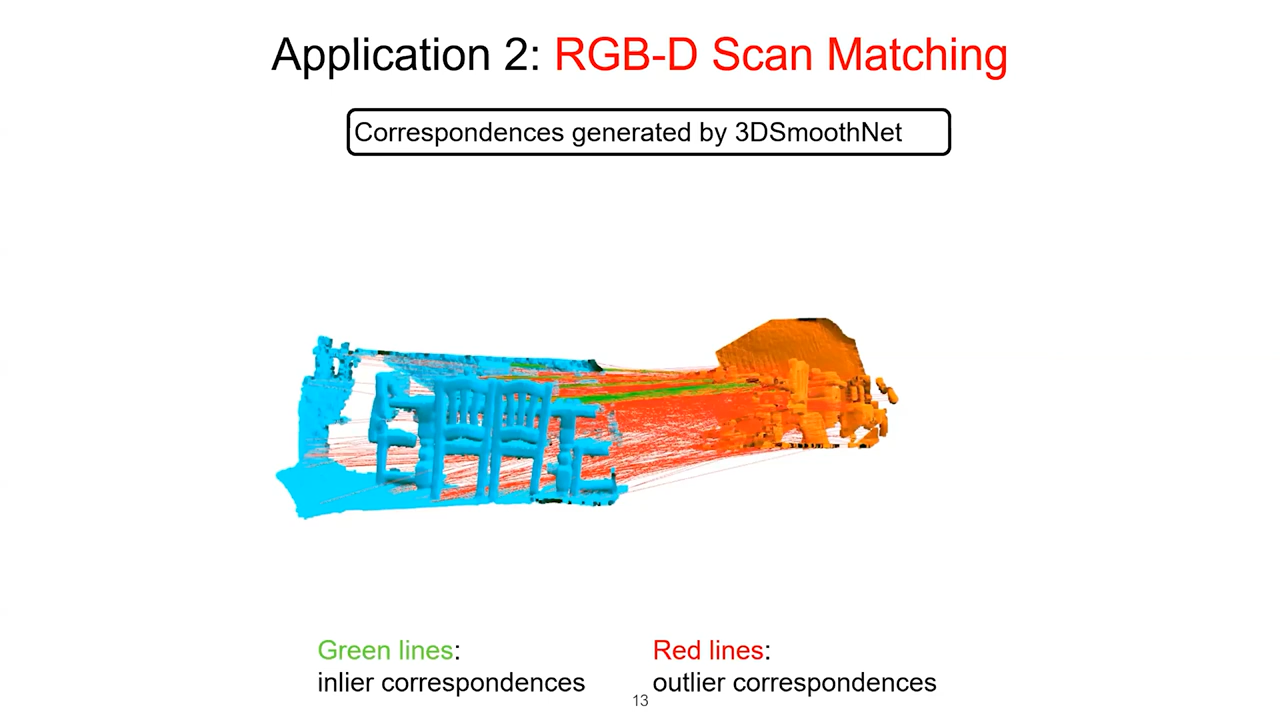 Application 2: RGB-D Scan Matching
Correspondences generated by 3DSmoothNet
Green lines:
inlier correspondences
Red lines:
outlier correspondences
13